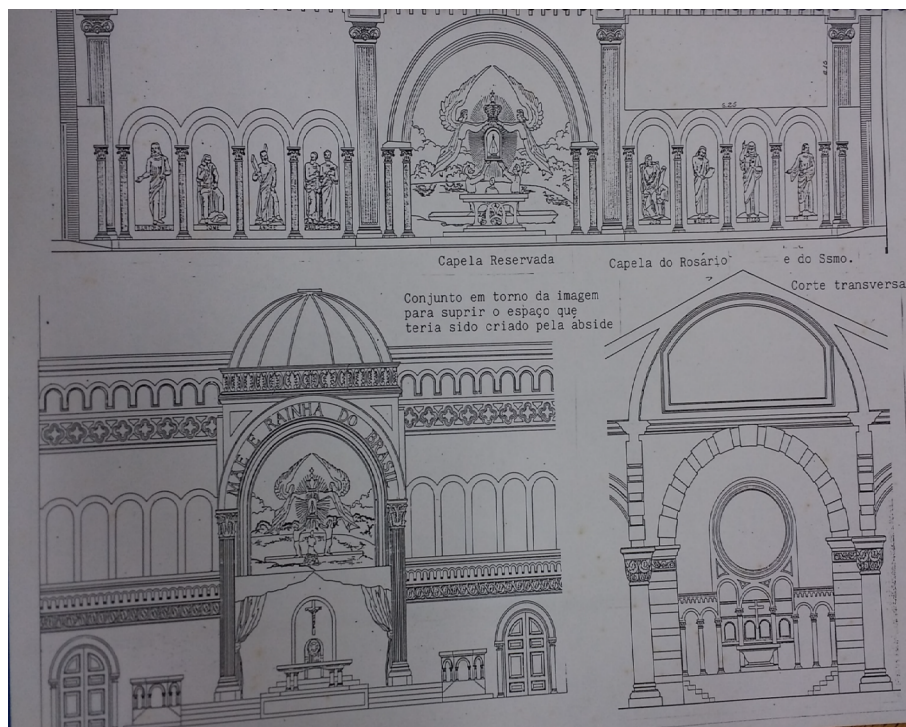 Capela Reservada
Capela do Rosário e do Ssmo.
Corte transversa
Conjunto em torno da imagem
para suprir o espaço que
teria sido criado pela ábside
MÃE E RAINHA DO BRASIL